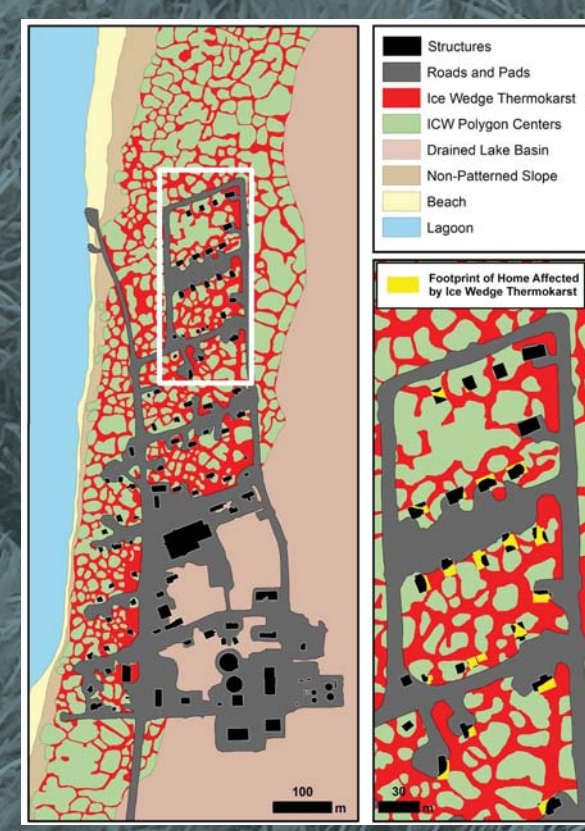 Structures
Roads and Pads
Ice Wedge Thermokarst
ICW Polygon Centers
Drained Lake Basin
Non-Patterned Slope
Beach
Lagoon
Footprint of Home Affected
by Ice Wedge Thermokarst
100
m
30
m